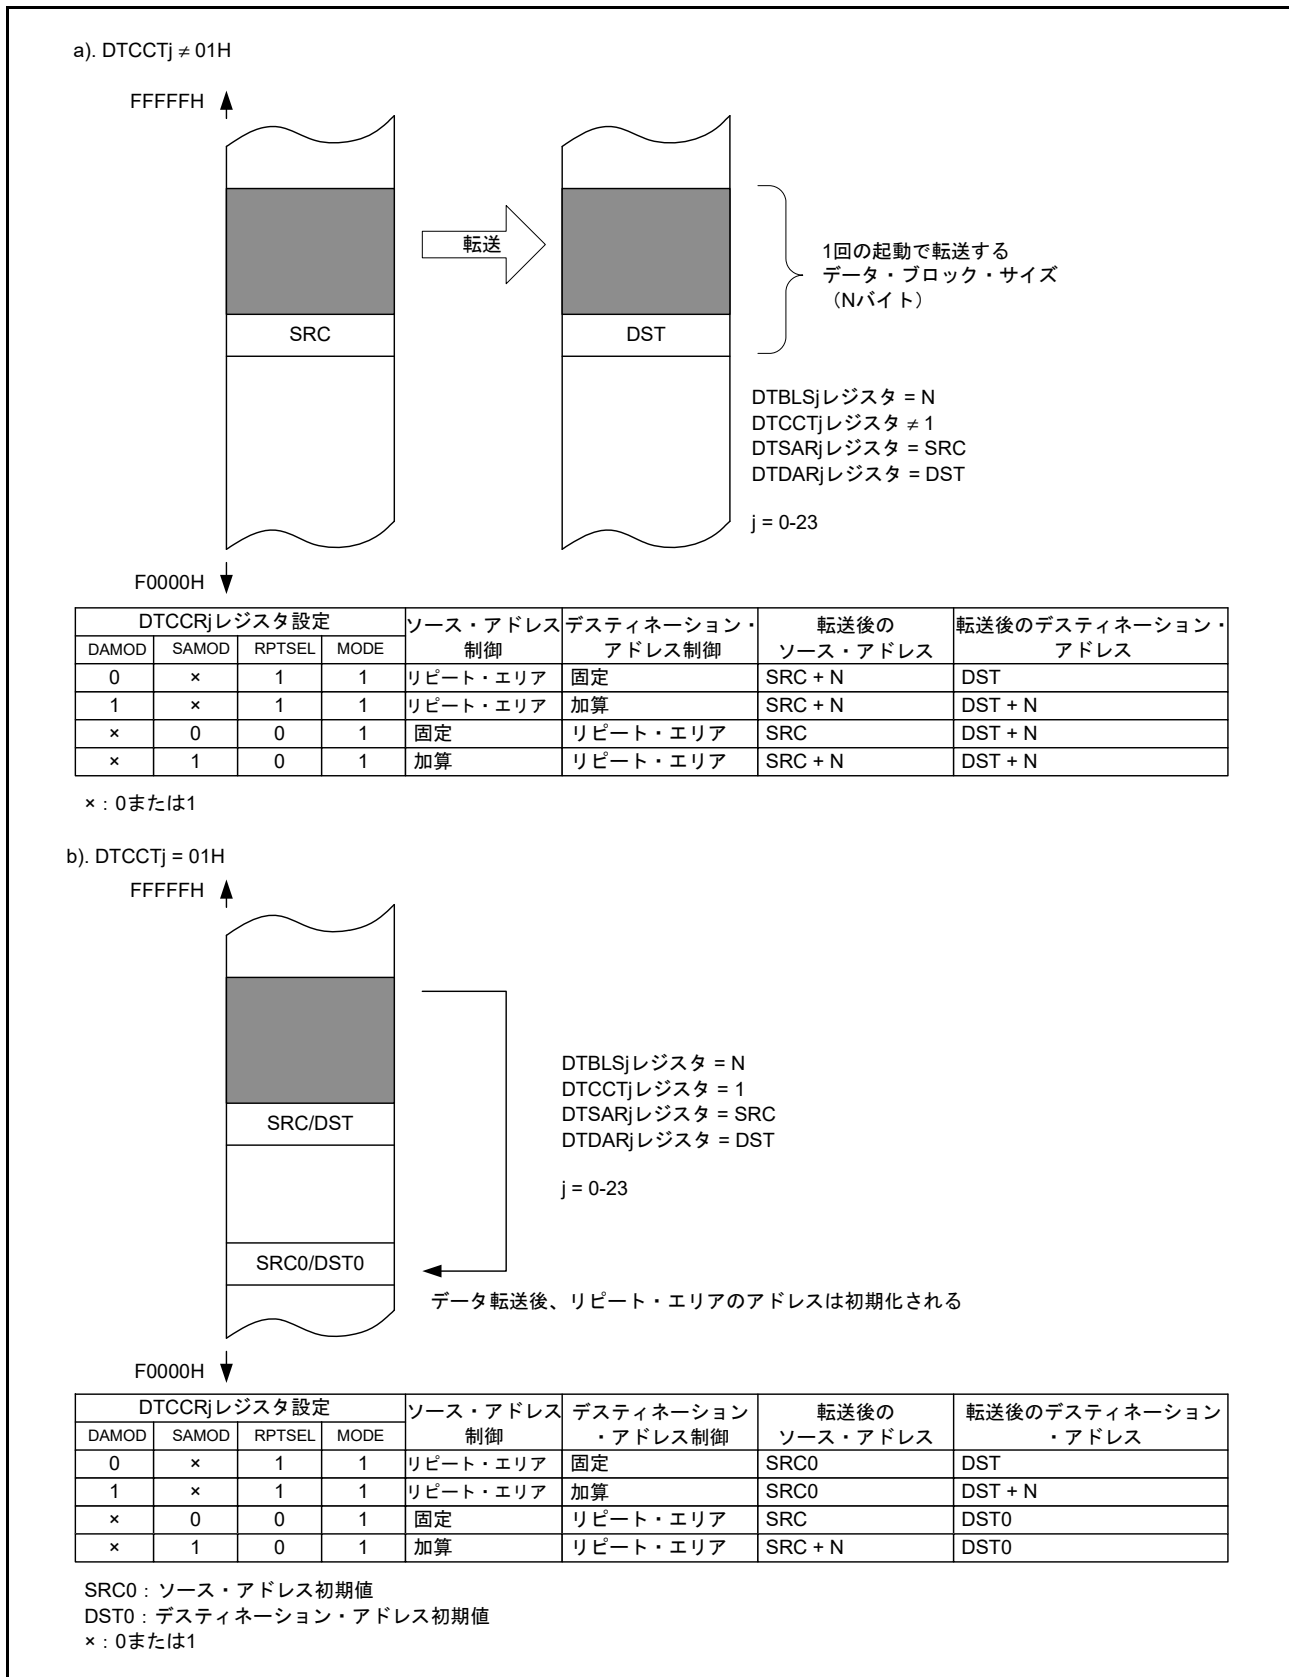 a). DTCCTj ≠ 01H
FFFFFH
転送
1回の起動で転送する
データ・ブロック・サイズ
（Nバイト）
SRC
DST
DTBLSjレジスタ = N
DTCCTjレジスタ ≠ 1
DTSARjレジスタ = SRC
DTDARjレジスタ = DST
j = 0-23
F0000H
DTCCRjレジスタ設定 ソース・アドレス制御 デスティネーション・アドレス制御 転送後のソース・アドレス 転送後のデスティネーション・アドレス
DAMOD SAMOD RPTSEL MODE
0 × 1 1 リピート・エリア 固定 SRC + N DST
1 × 1 1 リピート・エリア 加算 SRC + N DST + N
× 0 0 1 固定 リピート・エリア SRC DST + N
× 1 0 1 加算 リピート・エリア SRC + N DST + N
×：0または1
b). DTCCTj = 01H
FFFFFH
DTBLSjレジスタ = N
DTCCTjレジスタ = 1
DTSARjレジスタ = SRC
DTDARjレジスタ = DST
j = 0-23
SRC/DST
SRC0/DST0
データ転送後、リピート・エリアのアドレスは初期化される
F0000H
DTCCRjレジスタ設定 ソース・アドレス制御 デスティネーション・アドレス制御 転送後のソース・アドレス 転送後のデスティネーション・アドレス
DAMOD SAMOD RPTSEL MODE
0 × 1 1 リピート・エリア 固定 SRC0 DST
1 × 1 1 リピート・エリア 加算 SRC0 DST + N
× 0 0 1 固定 リピート・エリア SRC DST0
× 1 0 1 加算 リピート・エリア SRC + N DST0
SRC0：ソース・アドレス初期値
DST0：デスティネーション・アドレス初期値
×：0または1